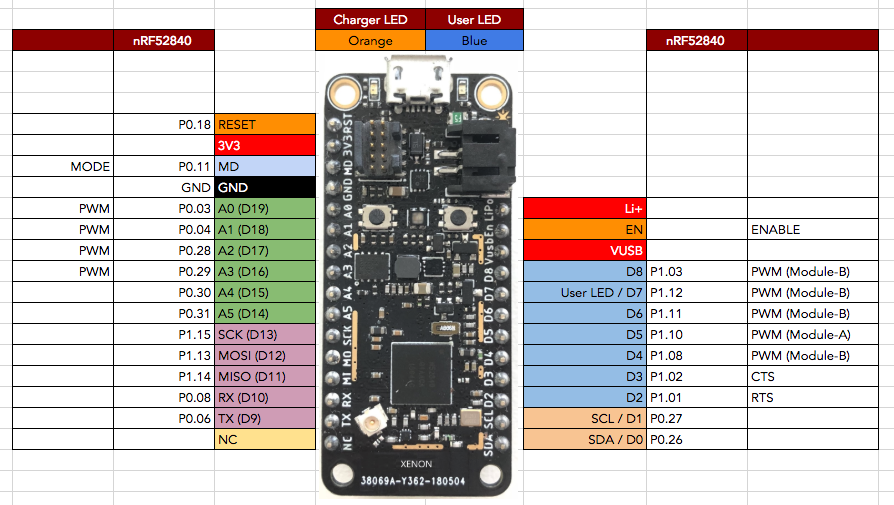 Charger LED User LED
nRF52840 Orange Blue nRF52840
P0.18 RESET
3V3
MODE P0.11 MD
GND GND
PWM P0.03 A0 (D19) Li+
PWM P0.04 A1 (D18) EN ENABLE
PWM P0.28 A2 (D17) VUSB
PWM P0.29 A3 (D16) D8 P1.03 PWM (Module-B)
P0.30 A4 (D15) User LED / D7 P1.12 PWM (Module-B)
P0.31 A5 (D14) D6 P1.11 PWM (Module-B)
P1.15 SCK (D13) D5 P1.10 PWM (Module-A)
P1.13 MOSI (D12) D4 P1.08 PWM (Module-B)
P1.14 MISO (D11) D3 P1.02 CTS
P0.08 RX (D10) D2 P1.01 RTS
P0.06 TX (D9) SCL / D1 P0.27
NC SDA / D0 P0.26
RST
3V3
MD
GND
A0
A1
A2
A3
A4
A5
SCK
MO
MI
RX
TX
NC
LiPo
En
VusB
D8
D7
D6
D5
D4
D3
D2
SCL
SDA
XENON
38069A-Y362-180504